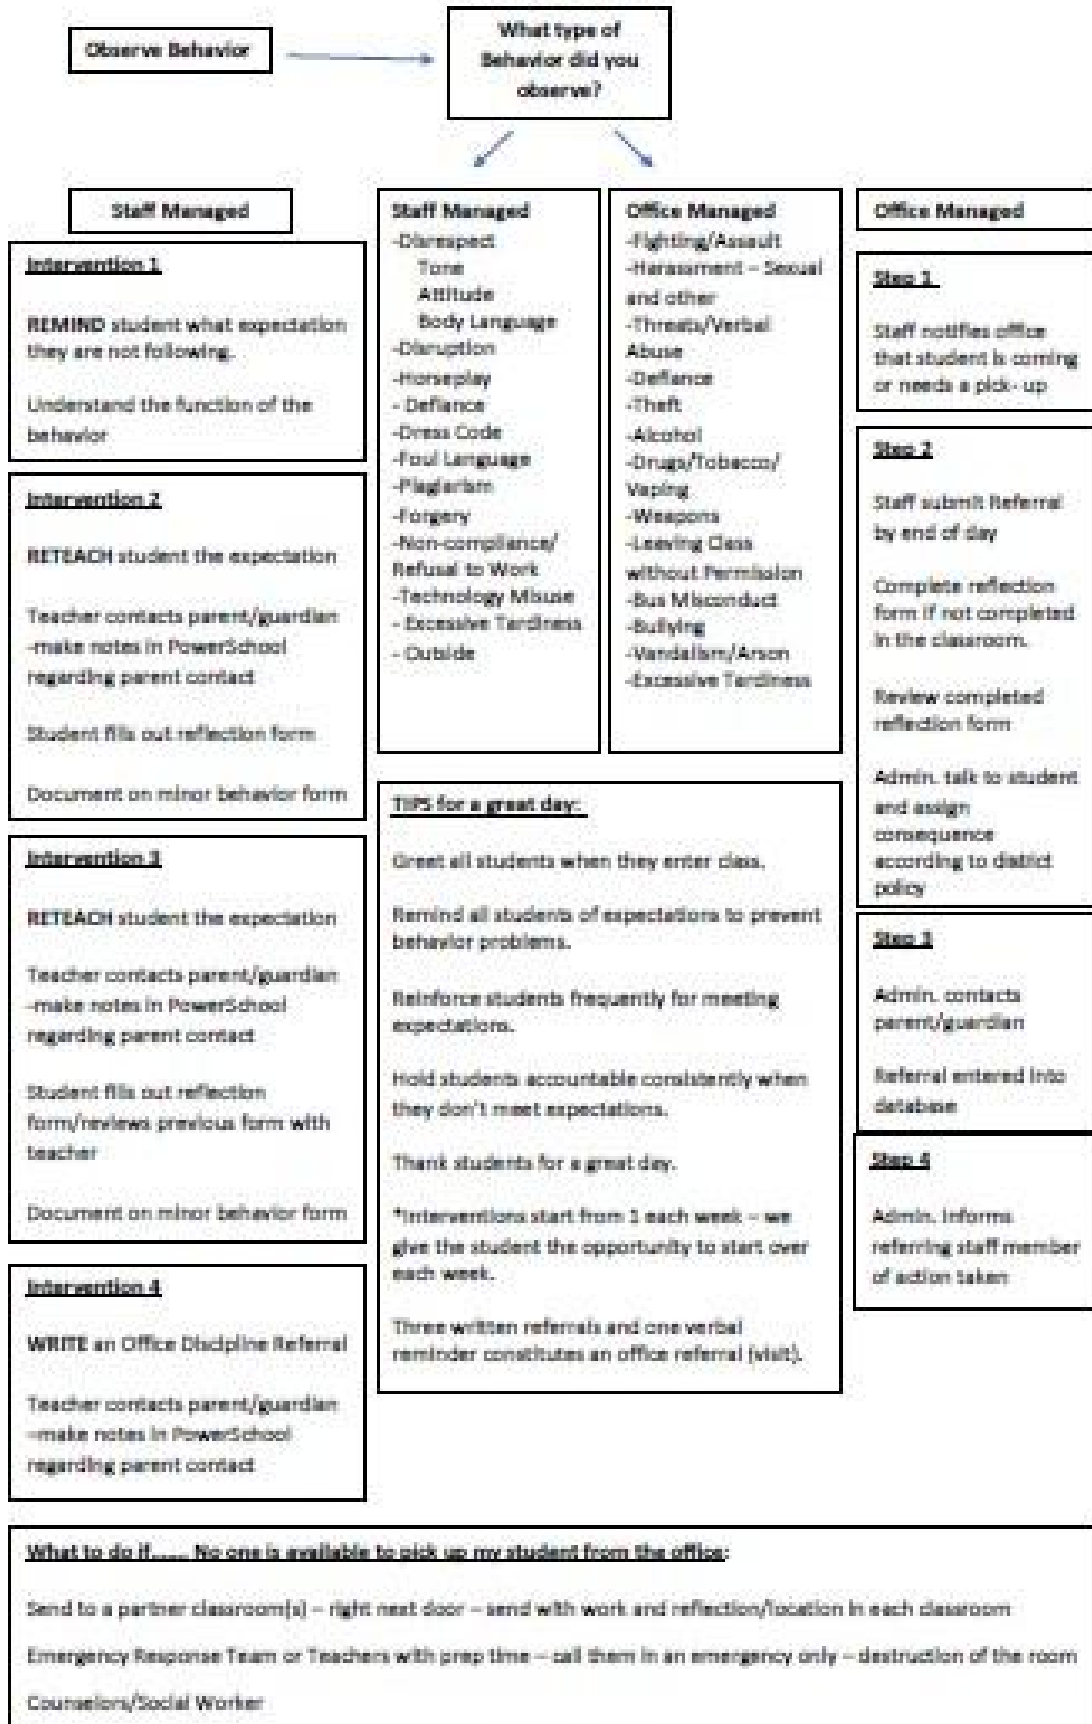 Observe Behavior
What type of
Behavior did you
observe?
Staff Managed
Intervention 1
REMIND student what expectation
they are not following.
Understand the function of the
behavior
Intervention 2
RETEACH student the expectation
Teacher contacts parent/guardian
-make notes in PowerSchool
regarding parent contact
Student fills out reflection form
Document on minor behavior form
Intervention 3
RETEACH student the expectation
Teacher contacts parent/guardian
-make notes in PowerSchool
regarding parent contact
Student fills out reflection
form/reviews previous form with
teacher
Document on minor behavior form
Intervention 4
WRITE an Office Discipline Referral
Teacher contacts parent/guardian
–make notes in PowerSchool
regarding parent contact
Staff Managed
-Disrespect
Tone
Attitude
Body Language
-Disruption
-Horseplay
- Defiance
-Dress Code
-Foul Language
-Plagiarism
-Forgery
-Non-compliance/
Refusal to Work
-Technology Misuse
- Excessive Tardiness
- Outside
Office Managed
-Fighting/Assault
-Harassment – Sexual
and other
-Threats/Verbal
Abuse
-Defiance
-Theft
-Alcohol
-Drugs/Tobacco/
Vaping
-Weapons
-Leaving Class
without Permission
-Bus Misconduct
-Bullying
-Vandalism/Arson
-Excessive Tardiness
TIPS for a great day:
Greet all students when they enter class.
Remind all students of expectations to prevent
behavior problems.
Reinforce students frequently for meeting
expectations.
Hold students accountable consistently when
they don't meet expectations.
Thank students for a great day.
*Interventions start from 1 each week – we
give the student the opportunity to start over
each week.
Three written referrals and one verbal
reminder constitutes an office referral (visit).
Office Managed
Step 1
Staff notifies office
that student is coming
or needs a pick- up
Step 2
Staff submit Referral
by end of day
Complete reflection
form if not completed
in the classroom.
Review completed
reflection form
Admin. talk to student
and assign
consequence
according to district
policy
Step 3
Admin. contacts
parent/guardian
Referral entered into
database
Step 4
Admin. informs
referring staff member
of action taken
What to do if...... No one is available to pick up my student from the office:
Send to a partner classroom(s) – right next door – send with work and reflection/location in each classroom
Emergency Response Team or Teachers with prep time – call them in an emergency only – destruction of the room
Counselors/Social Worker